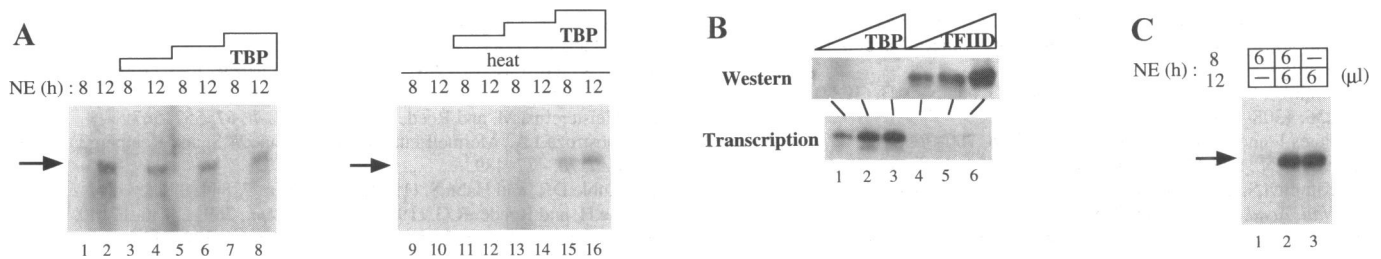 A
TBP
NE (h) : 8 12 8 12 8 12 8 12
1 2 3 4 5 6 7 8
TBP
heat
8 12 8 12 8 12 8 12
9 10 11 12 13 14 15 16
B
TBP TFIID
Western
Transcription
1 2 3 4 5 6
C
NE (h) : 8 6 6 —
12 — 6 6 (μl)
1 2 3